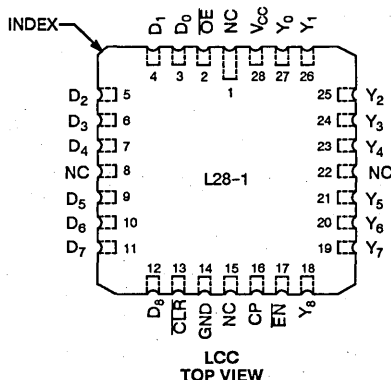 INDEX
D1 D0 OE NC VCC Y0 Y1
4 3 2 28 27 26
1
D2 5 25 Y2
D3 6 24 Y3
D4 7 23 Y4
NC 8 L28-1 22 NC
D5 9 21 Y5
D6 10 20 Y6
D7 11 19 Y7
12 13 14 15 16 17 18
D8 CLR GND NC CP EN Y8
LCC
TOP VIEW